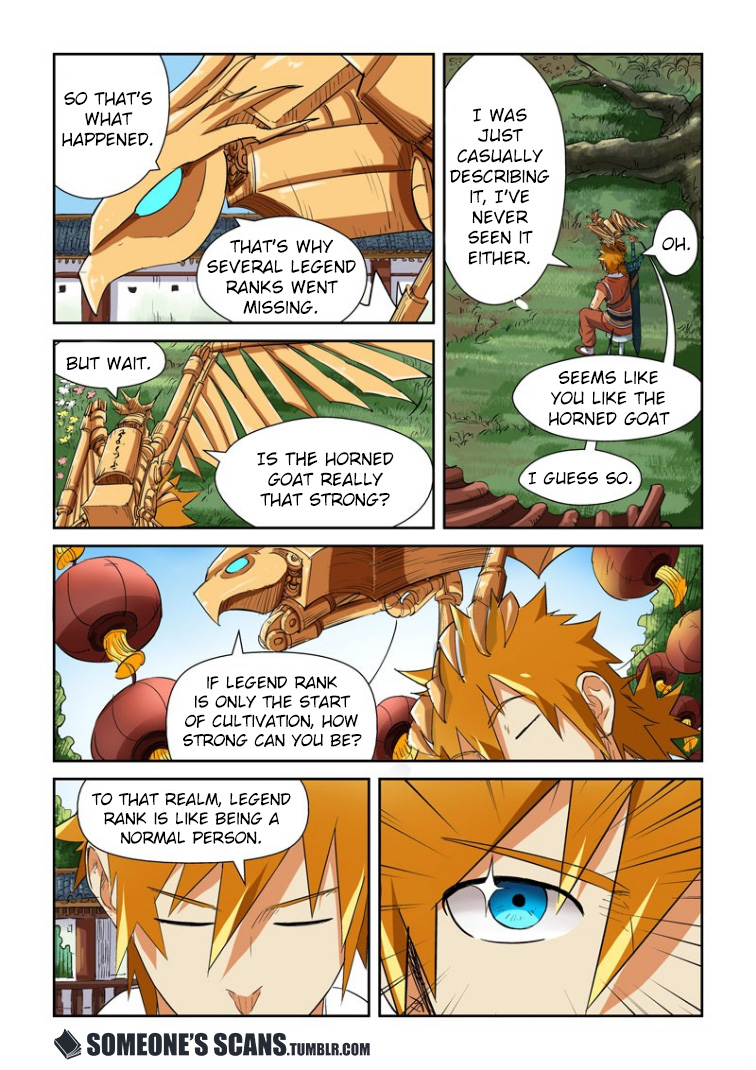 SO THAT'S
WHAT
HAPPENED.
THAT'S WHY
SEVERAL LEGEND
RANKS WENT
MISSING.
BUT WAIT.
IS THE HORNED
GOAT REALLY
THAT STRONG?
I WAS
JUST
CASUALLY
DESCRIBING
IT, I'VE
NEVER
SEEN IT
EITHER.
OH.
SEEMS LIKE
YOU LIKE THE
HORNED GOAT
I GUESS SO.
IF LEGEND RANK
IS ONLY THE START
OF CULTIVATION, HOW
STRONG CAN YOU BE?
TO THAT REALM, LEGEND
RANK IS LIKE BEING A
NORMAL PERSON.
SOMEONE'S SCANS.TUMBLR.COM